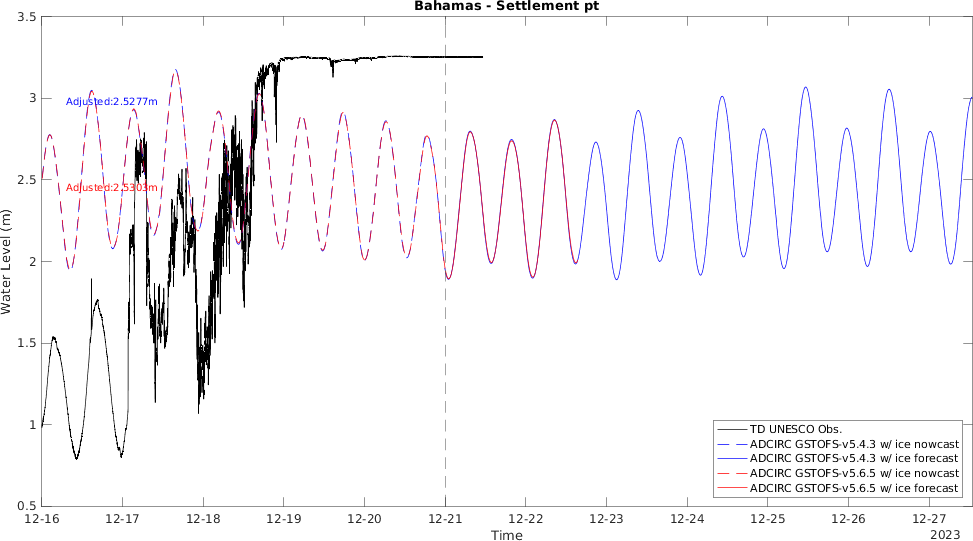 Bahamas - Settlement pt
3.5
3
2.5
2
1.5
1
0.5
Water Level (m)
Adjusted:2.5277m
Adjusted:2.5303m
TD UNESCO Obs.
ADCIRC GSTOFS-v5.4.3 w/ ice nowcast
ADCIRC GSTOFS-v5.4.3 w/ ice forecast
ADCIRC GSTOFS-v5.6.5 w/ ice nowcast
ADCIRC GSTOFS-v5.6.5 w/ ice forecast
12-16 12-17 12-18 12-19 12-20 12-21 12-22 12-23 12-24 12-25 12-26 12-27
2023
Time